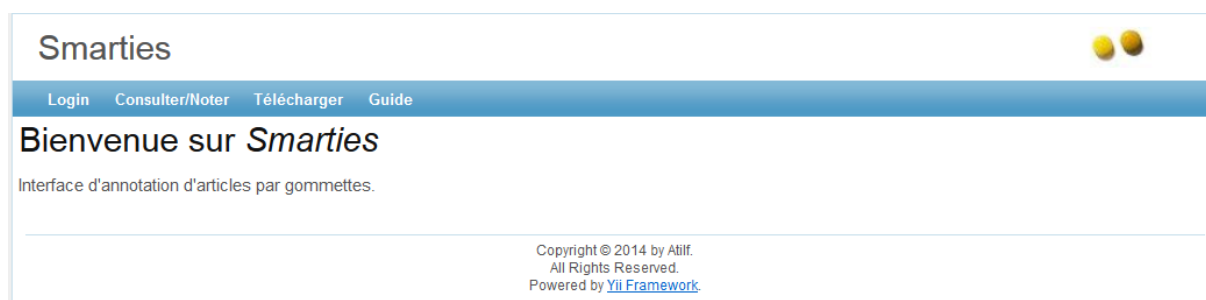 Smarties
Login Consulter/Noter Télécharger Guide
Bienvenue sur Smarties
Interface d'annotation d'articles par gommettes.
Copyright © 2014 by Atilf.
All Rights Reserved.
Powered by Yii Framework.